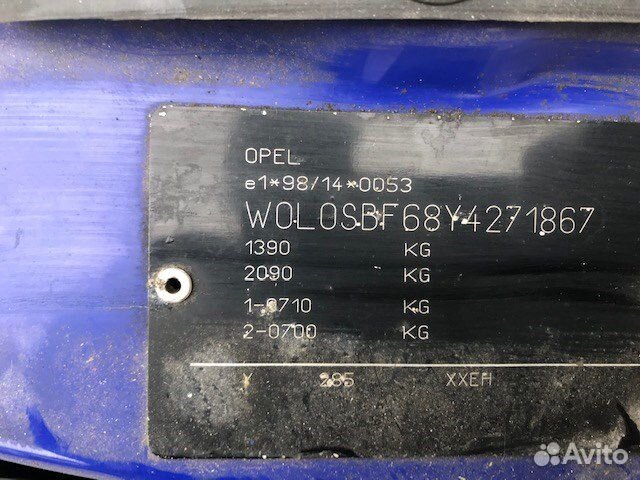 OPEL
e1*98/14*0053
W0L0SBF68Y4271867
1390 KG
2090 KG
1-0710 KG
2-0700 KG
Y 285 XXEH
Avito